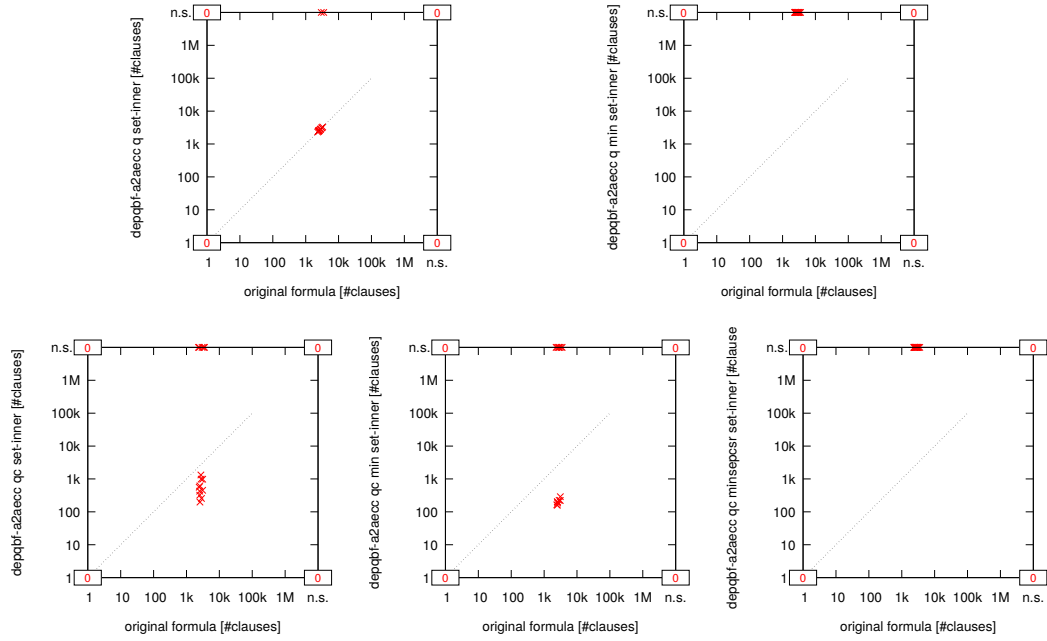 n.s. 0 0
1M
100k
10k
1k
100
10
1 0 0
1 10 100 1k 10k 100k 1M n.s.
original formula [#clauses]
depqbf-a2aecc q set-inner [#clauses]
n.s. 0 0
1M
100k
10k
1k
100
10
1 0 0
1 10 100 1k 10k 100k 1M n.s.
original formula [#clauses]
depqbf-a2aecc q min set-inner [#clauses]
n.s. 0 0
1M
100k
10k
1k
100
10
1 0 0
1 10 100 1k 10k 100k 1M n.s.
original formula [#clauses]
depqbf-a2aecc qc set-inner [#clauses]
n.s. 0 0
1M
100k
10k
1k
100
10
1 0 0
1 10 100 1k 10k 100k 1M n.s.
original formula [#clauses]
depqbf-a2aecc qc min set-inner [#clauses]
n.s. 0 0
1M
100k
10k
1k
100
10
1 0 0
1 10 100 1k 10k 100k 1M n.s.
original formula [#clauses]
depqbf-a2aecc qc minsepcsr set-inner [#clause